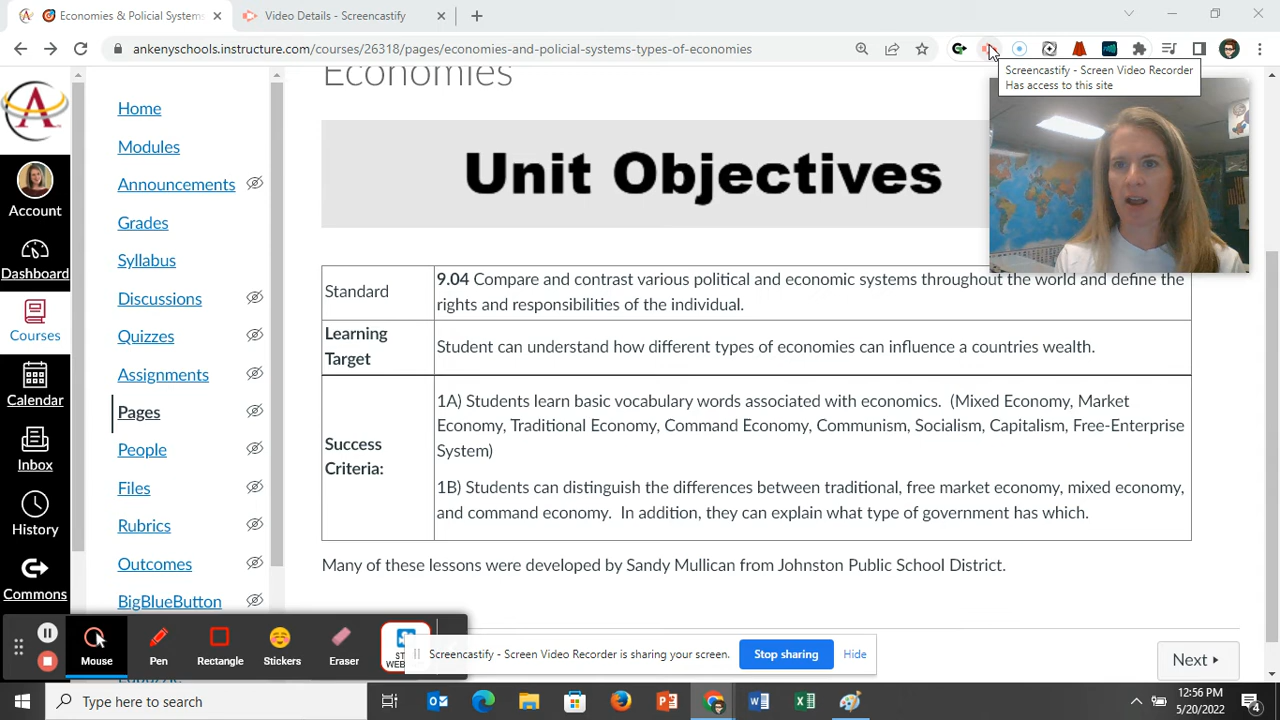 Economies & Policial Systems
Video Details - Screencastify
ankenyschools.instructure.com/courses/26318/pages/economies-and-policial-systems-types-of-economies
Screencastify - Screen Video Recorder
Has access to this site
Economies
Home
Modules
Announcements
Grades
Syllabus
Discussions
Quizzes
Assignments
Pages
People
Files
Rubrics
Outcomes
BigBlueButton
Account
Dashboard
Courses
Calendar
Inbox
History
Commons
Unit Objectives
Standard
9.04 Compare and contrast various political and economic systems throughout the world and define the
rights and responsibilities of the individual.
Learning
Target
Student can understand how different types of economies can influence a countries wealth.
Success
Criteria:
1A) Students learn basic vocabulary words associated with economics. (Mixed Economy, Market
Economy, Traditional Economy, Command Economy, Communism, Socialism, Capitalism, Free-Enterprise
System)
1B) Students can distinguish the differences between traditional, free market economy, mixed economy,
and command economy. In addition, they can explain what type of government has which.
Many of these lessons were developed by Sandy Mullican from Johnston Public School District.
Mouse
Pen
Rectangle
Stickers
Eraser
Screencastify - Screen Video Recorder is sharing your screen.
Stop sharing
Hide
Next
Type here to search
12:56 PM
5/20/2022
4